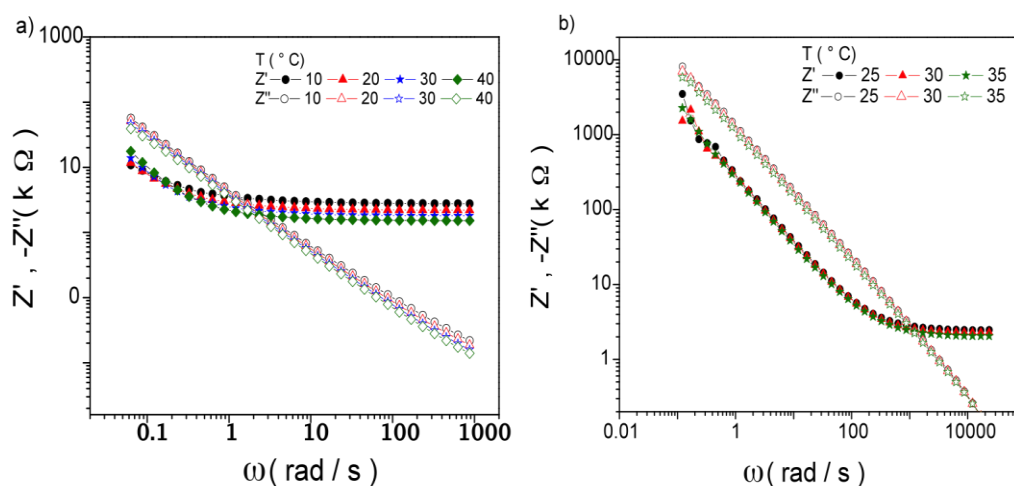 a)
1000
10
0
Z' , -Z"( k Ω )
T ( ° C )
Z' 10 20 30 40
Z" 10 20 30 40
0.1 1 10 100 1000
ω( rad / s )
b)
10000
1000
100
10
1
Z' , -Z"( k Ω )
T ( ° C )
Z' 25 30 35
Z" 25 30 35
0.01 1 100 10000
ω( rad / s )